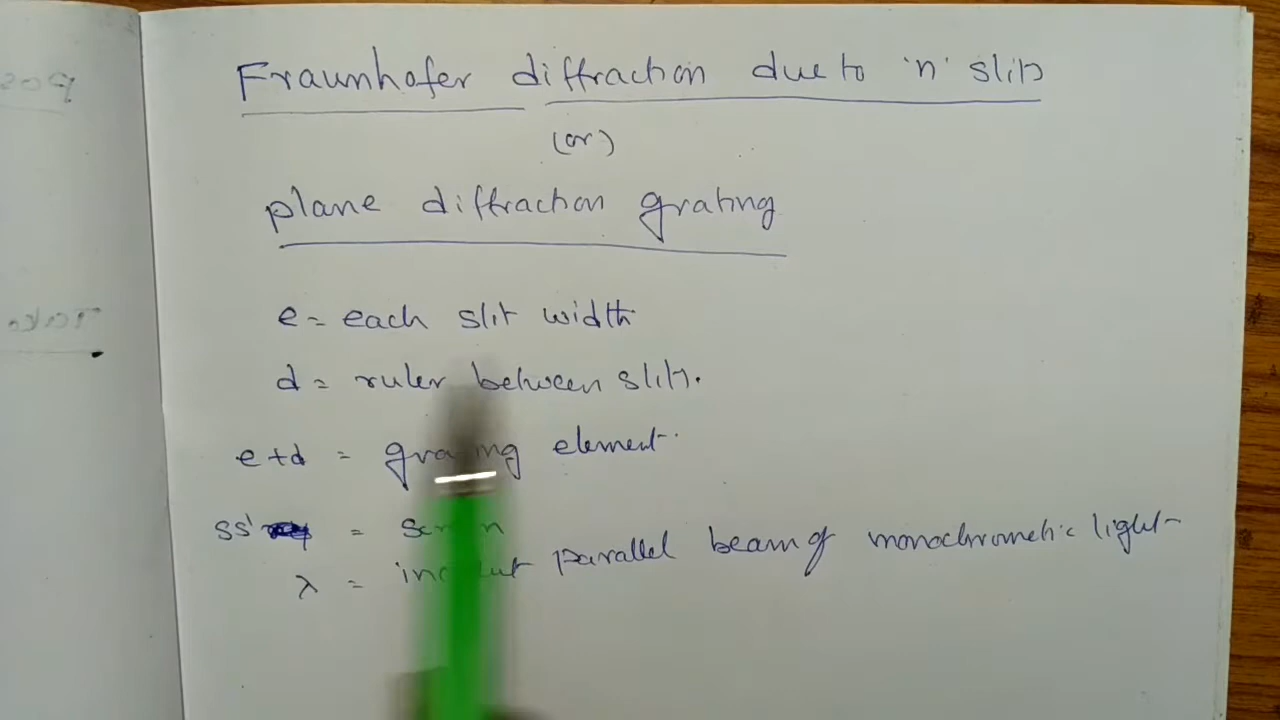 Fraunhofer diffraction due to 'n' slits
(or)
plane diffraction grating
e = each slit width
d = ruler between slits.
e+d = grating element.
SS' = Screen
λ = incident parallel beam of monochrometic light